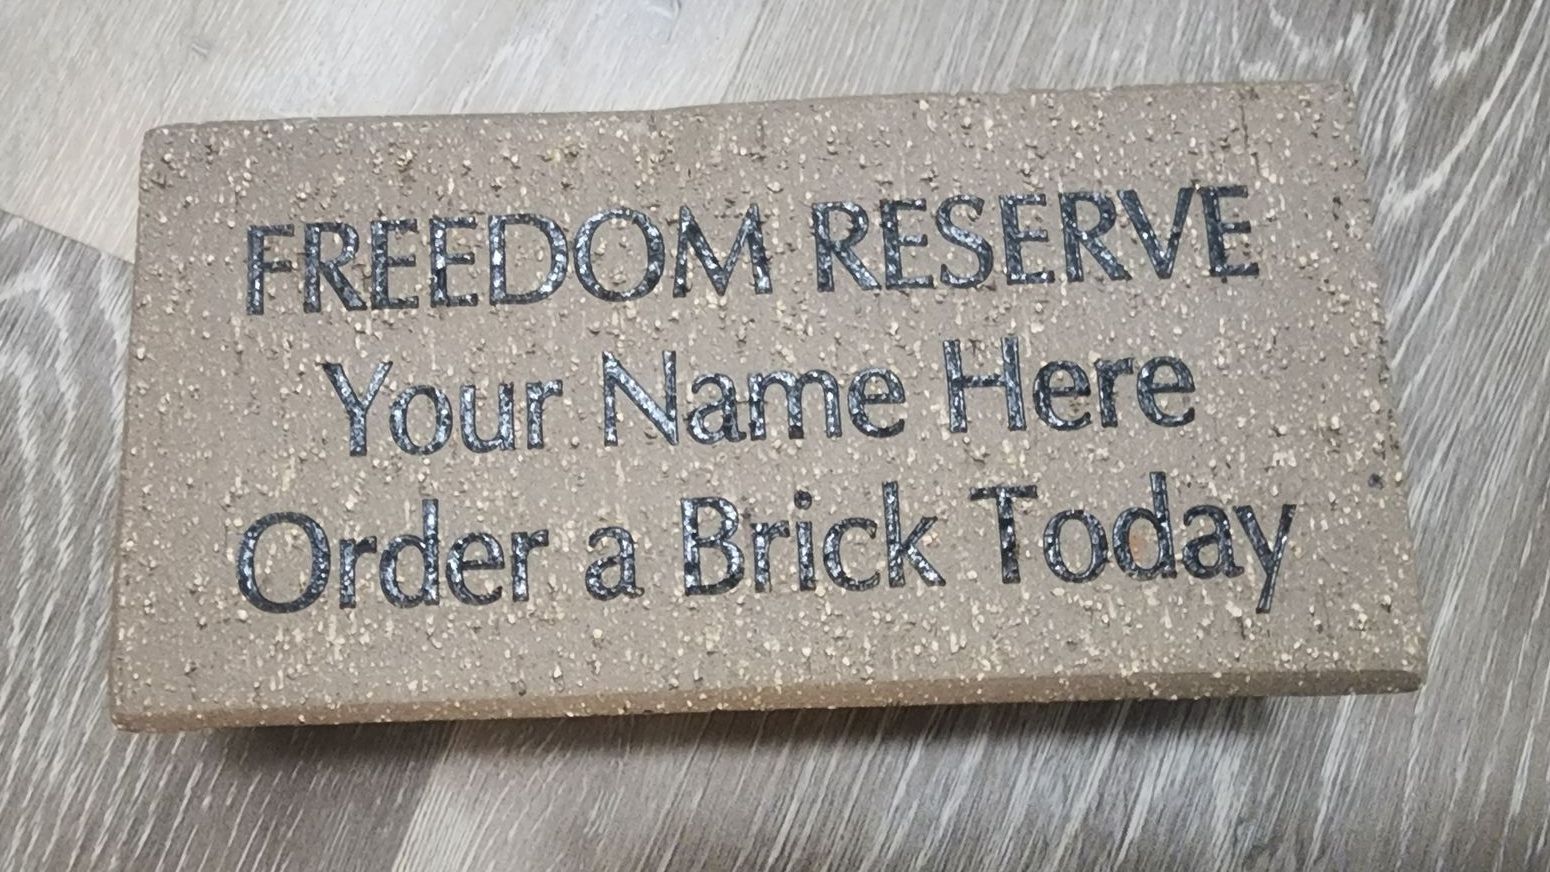 FREEDOM RESERVE
Your Name Here
Order a Brick Today